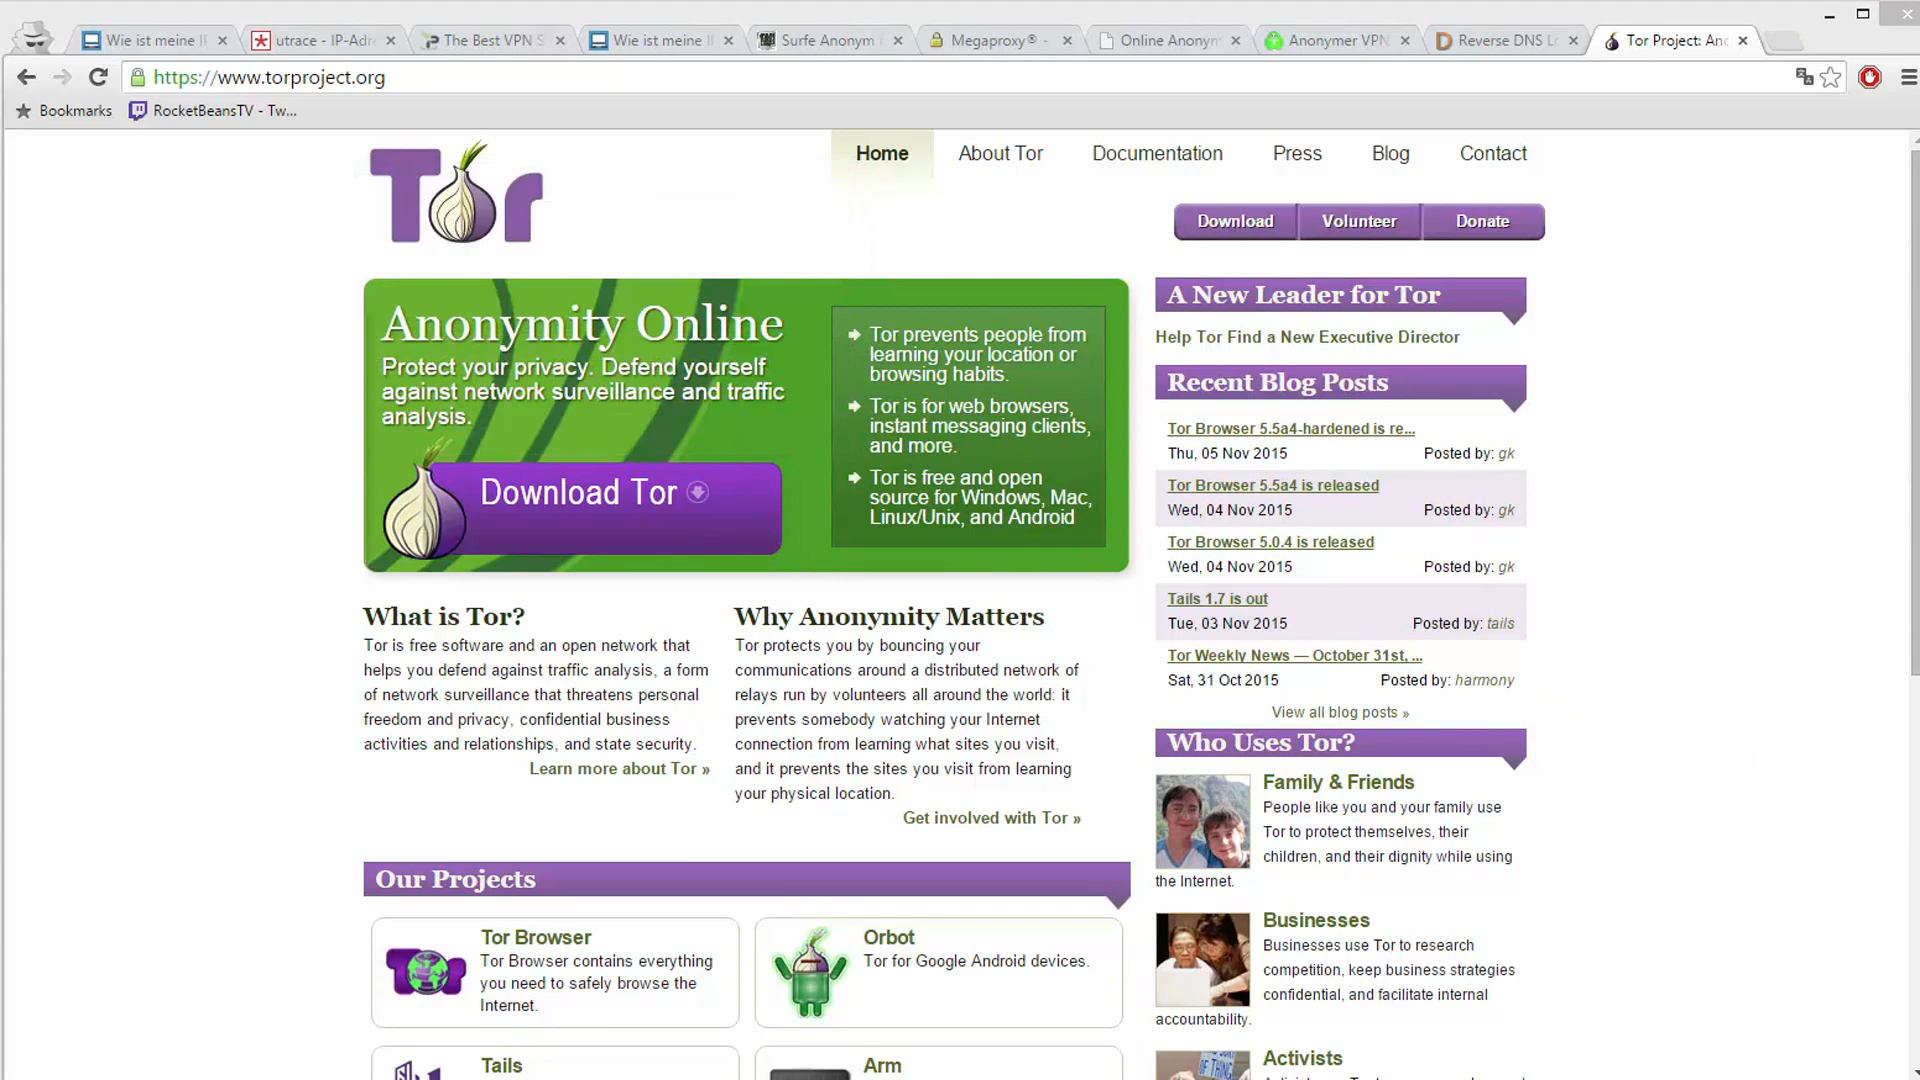 Wie ist meine I
utrace - IP-Adr
The Best VPN S
Wie ist meine I
Surfe Anonym
Megaproxy® -
Online Anonym
Anonymer VPN
Reverse DNS Lo
Tor Project: Ano
https://www.torproject.org
Bookmarks
RocketBeansTV - Tw...
Tor
Home
About Tor
Documentation
Press
Blog
Contact
Download
Volunteer
Donate
Anonymity Online
Protect your privacy. Defend yourself
against network surveillance and traffic
analysis.
Download Tor
Tor prevents people from
learning your location or
browsing habits.
Tor is for web browsers,
instant messaging clients,
and more.
Tor is free and open
source for Windows, Mac,
Linux/Unix, and Android
What is Tor?
Tor is free software and an open network that
helps you defend against traffic analysis, a form
of network surveillance that threatens personal
freedom and privacy, confidential business
activities and relationships, and state security.
Learn more about Tor »
Why Anonymity Matters
Tor protects you by bouncing your
communications around a distributed network of
relays run by volunteers all around the world: it
prevents somebody watching your Internet
connection from learning what sites you visit,
and it prevents the sites you visit from learning
your physical location.
Get involved with Tor »
Our Projects
Tor Browser
Tor Browser contains everything
you need to safely browse the
Internet.
Orbot
Tor for Google Android devices.
Tails
Arm
A New Leader for Tor
Help Tor Find a New Executive Director
Recent Blog Posts
Tor Browser 5.5a4-hardened is re...
Thu, 05 Nov 2015 Posted by: gk
Tor Browser 5.5a4 is released
Wed, 04 Nov 2015 Posted by: gk
Tor Browser 5.0.4 is released
Wed, 04 Nov 2015 Posted by: gk
Tails 1.7 is out
Tue, 03 Nov 2015 Posted by: tails
Tor Weekly News — October 31st, ...
Sat, 31 Oct 2015 Posted by: harmony
View all blog posts »
Who Uses Tor?
Family & Friends
People like you and your family use
Tor to protect themselves, their
children, and their dignity while using
the Internet.
Businesses
Businesses use Tor to research
competition, keep business strategies
confidential, and facilitate internal
accountability.
Activists